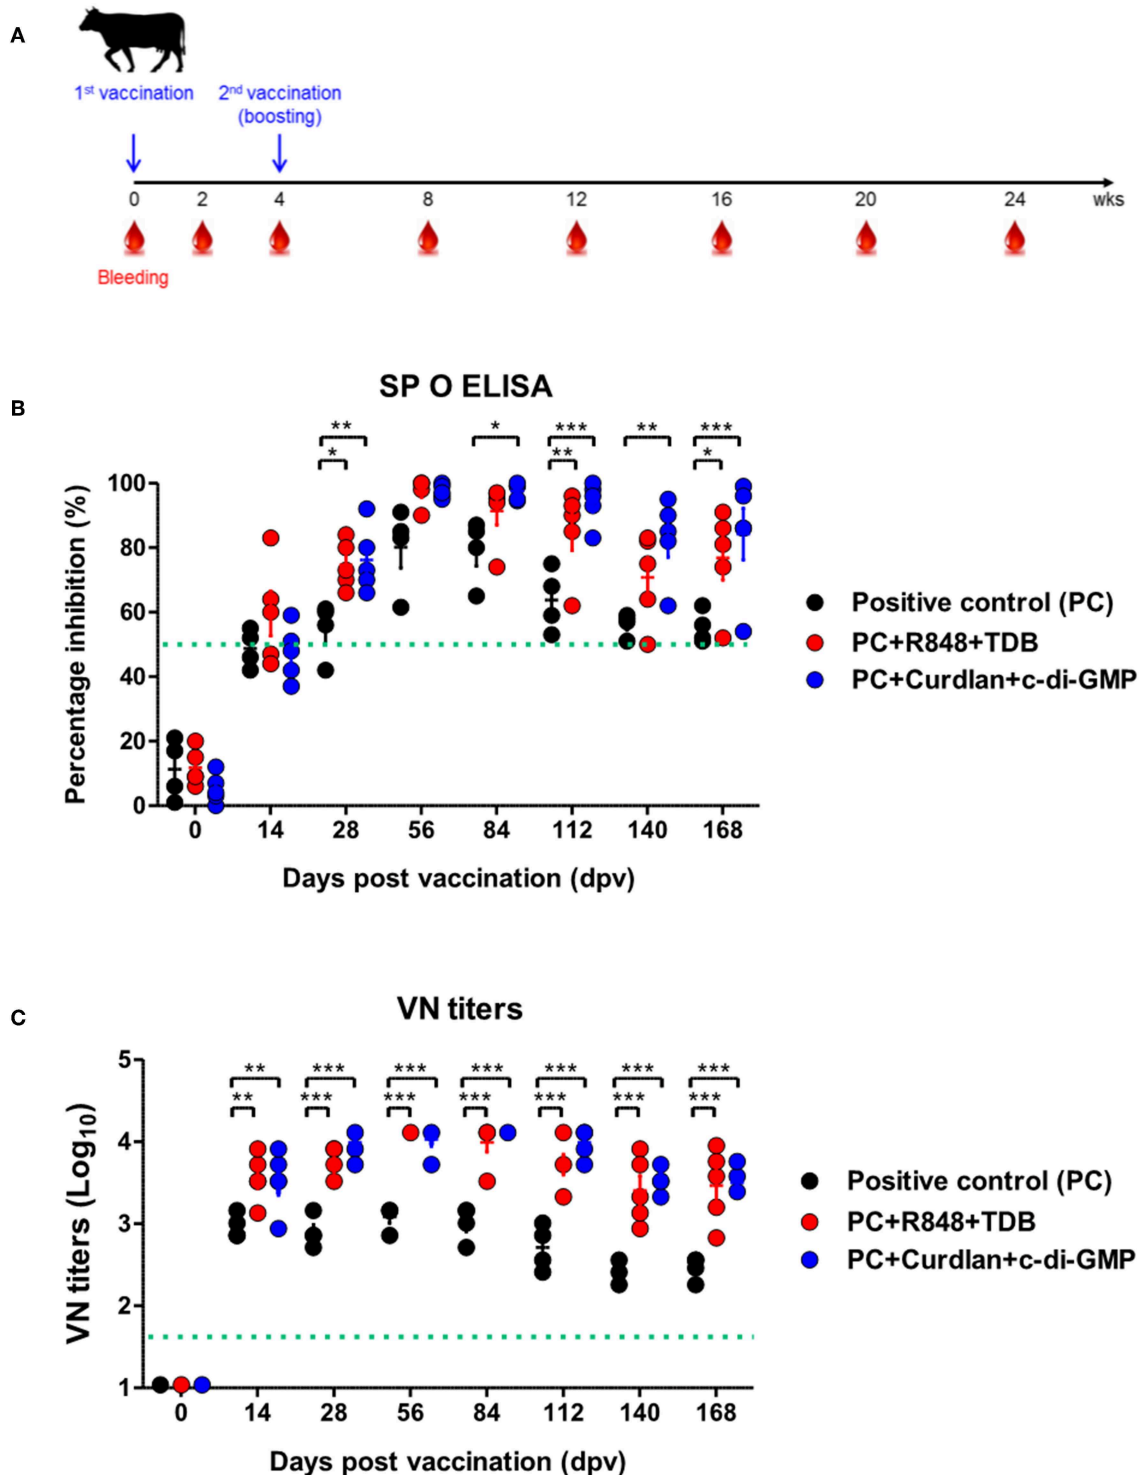 A
1st vaccination 2nd vaccination
(boosting)
0 2 4 8 12 16 20 24 wks
Bleeding
B
SP O ELISA
** * *** ** ***
* ** *
Percentage inhibition (%)
100
80
60
40
20
0
0 14 28 56 84 112 140 168
Days post vaccination (dpv)
Positive control (PC)
PC+R848+TDB
PC+Curdlan+c-di-GMP
C
VN titers
** *** *** *** *** *** ***
** *** *** *** *** *** ***
VN titers (Log10)
5
4
3
2
1
0 14 28 56 84 112 140 168
Days post vaccination (dpv)
Positive control (PC)
PC+R848+TDB
PC+Curdlan+c-di-GMP